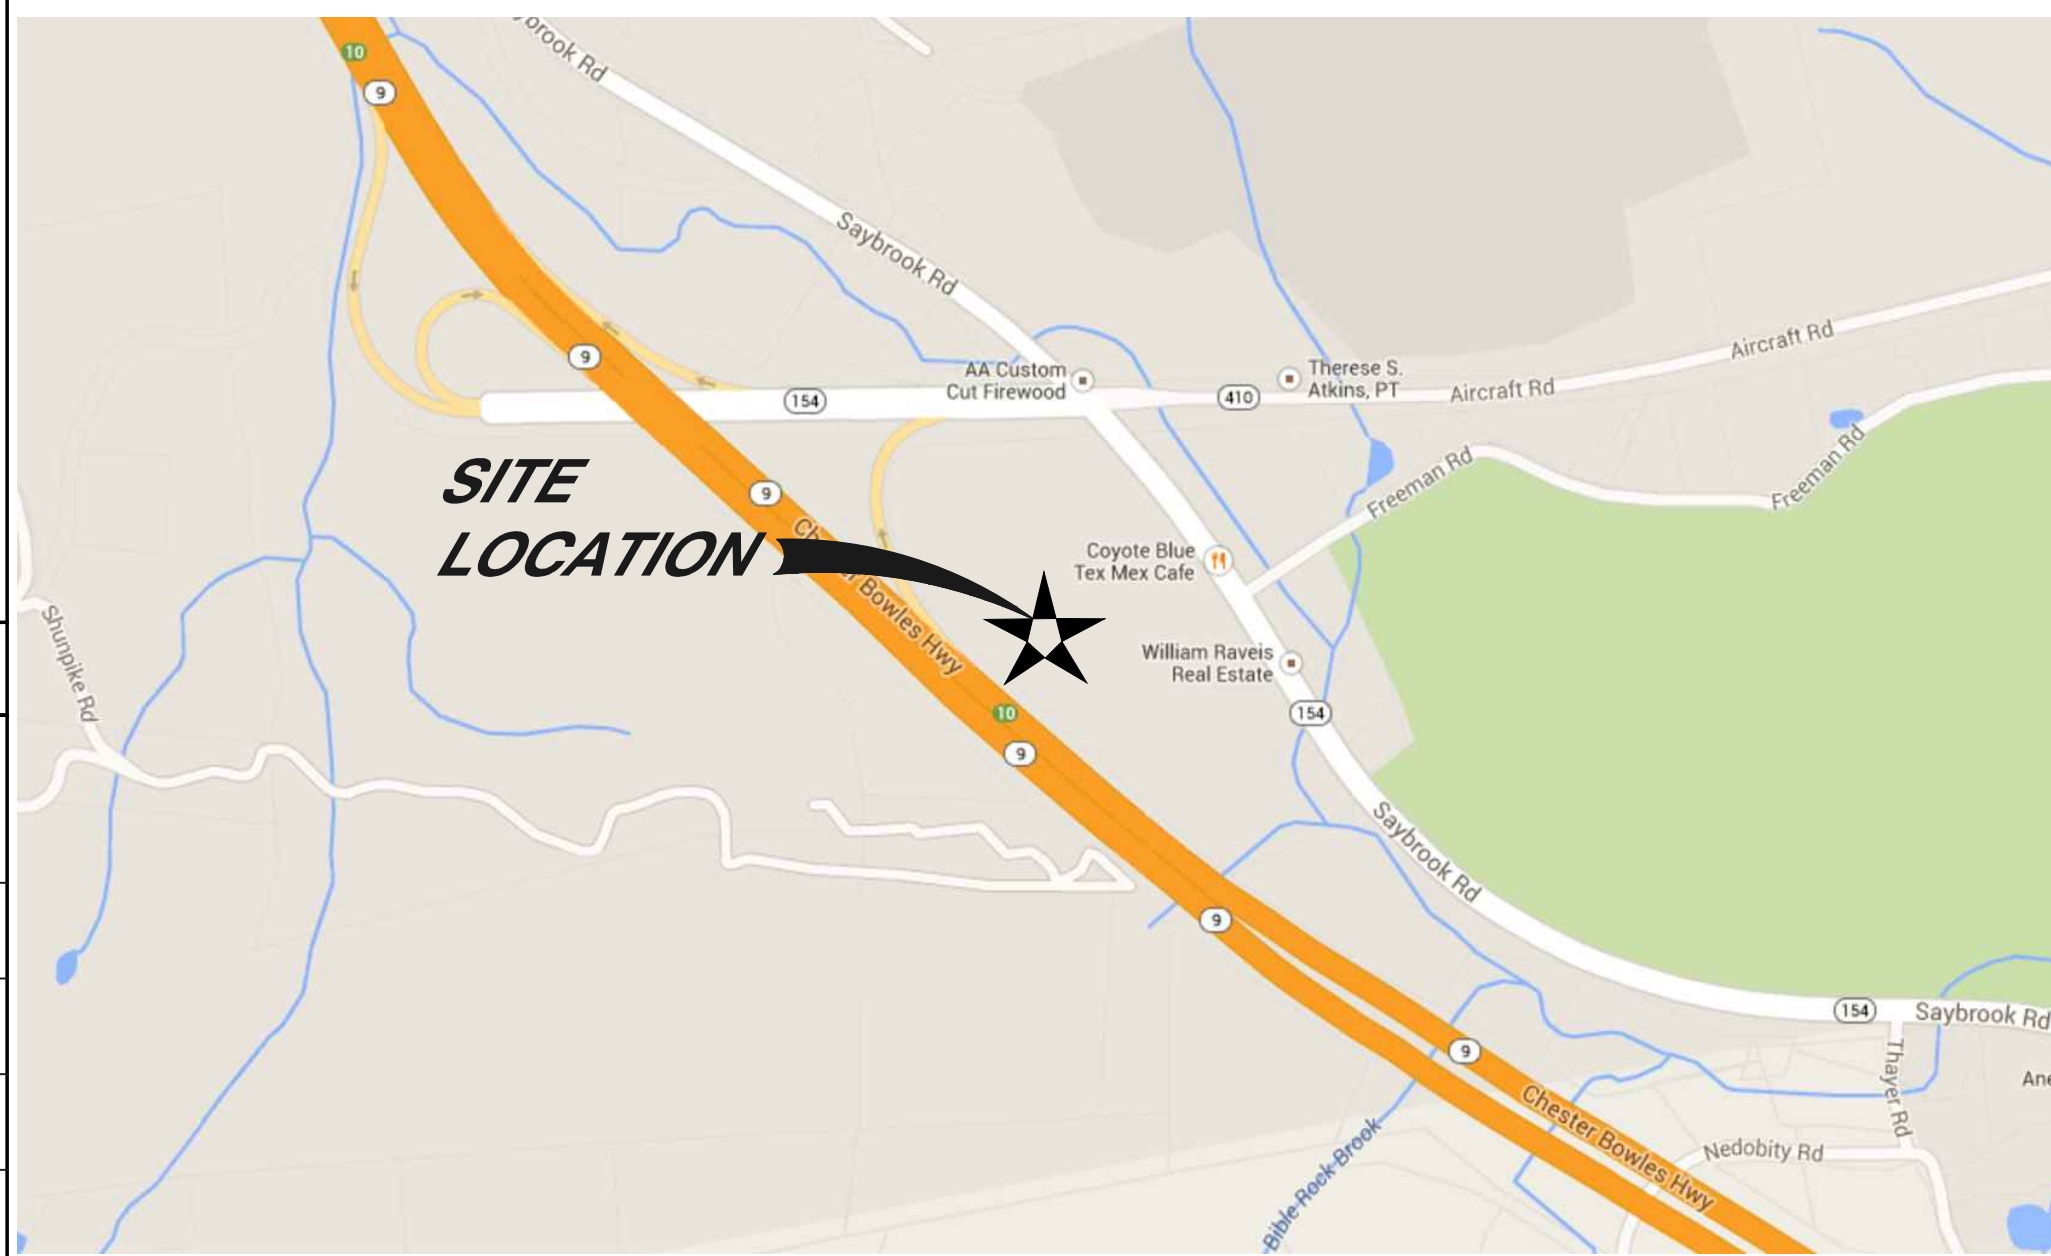 10
ybrook Rd
9
Saybrook Rd
9
Aircraft Rd
AA Custom
Cut Firewood
Therese S.
Atkins, PT
154
410
Aircraft Rd
SITE
LOCATION
9
Freeman Rd
Freeman Rd
Chester Bowles Hwy
Coyote Blue
Tex Mex Cafe
Shunpike Rd
William Raveis
Real Estate
10
154
9
Saybrook Rd
9
154
Saybrook Rd
9
Thayer Rd
Ane
Chester Bowles Hwy
Nedobity Rd
Bible Rock Brook